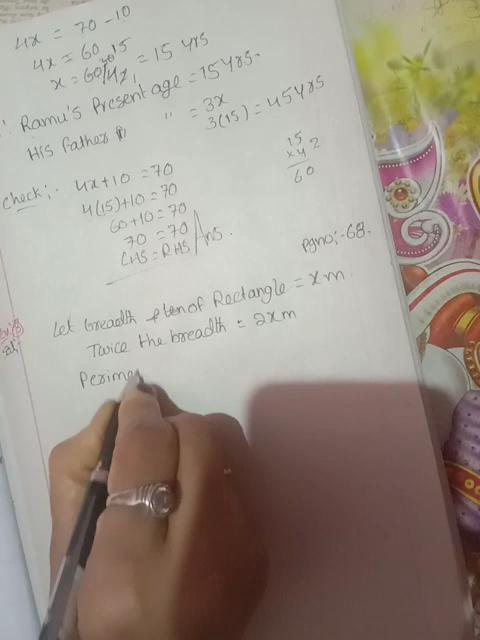 4x = 70 - 10
4x = 60
x = 60/4 = 15 yrs
∴ Ramu's Present age = 15 yrs.
His father " = 3x
3(15) = 45 yrs
15
x 4
60
Check:- 4x+10 = 70
4(15)+10 = 70
60+10 = 70
70 = 70
LHS = RHS Ans.
Pgno:-68.
Let breadth of Rectangle = x m.
Twice the breadth = 2x m
Perime